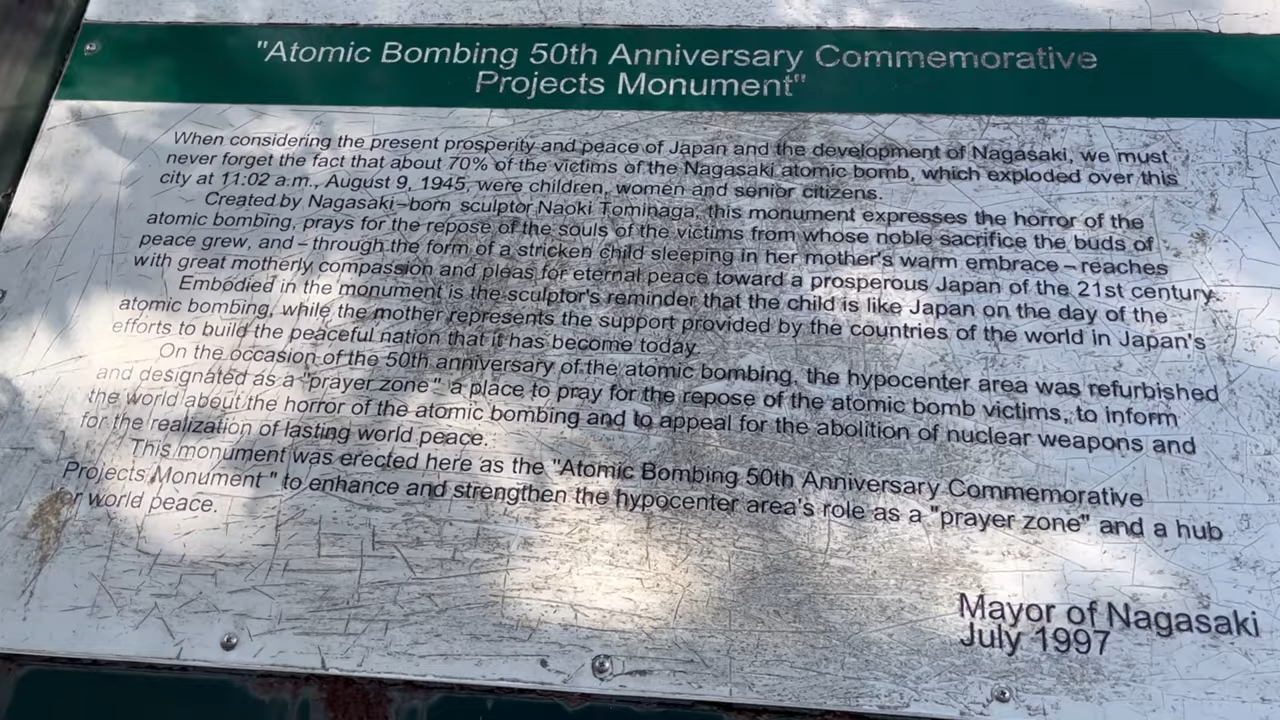 "Atomic Bombing 50th Anniversary Commemorative
Projects Monument"
When considering the present prosperity and peace of Japan and the development of Nagasaki, we must
never forget the fact that about 70% of the victims of the Nagasaki atomic bomb, which exploded over this
city at 11:02 a.m., August 9, 1945, were children, women and senior citizens.
Created by Nagasaki–born sculptor Naoki Tominaga, this monument expresses the horror of the
atomic bombing, prays for the repose of the souls of the victims from whose noble sacrifice the buds of
peace grew, and – through the form of a stricken child sleeping in her mother's warm embrace – reaches
with great motherly compassion and pleas for eternal peace toward a prosperous Japan of the 21st century.
Embodied in the monument is the sculptor's reminder that the child is like Japan on the day of the
atomic bombing, while the mother represents the support provided by the countries of the world in Japan's
efforts to build the peaceful nation that it has become today.
On the occasion of the 50th anniversary of the atomic bombing, the hypocenter area was refurbished
and designated as a "prayer zone," a place to pray for the repose of the atomic bomb victims, to inform
the world about the horror of the atomic bombing and to appeal for the abolition of nuclear weapons and
for the realization of lasting world peace.
This monument was erected here as the "Atomic Bombing 50th Anniversary Commemorative
Projects Monument" to enhance and strengthen the hypocenter area's role as a "prayer zone" and a hub
for world peace.
Mayor of Nagasaki
July 1997